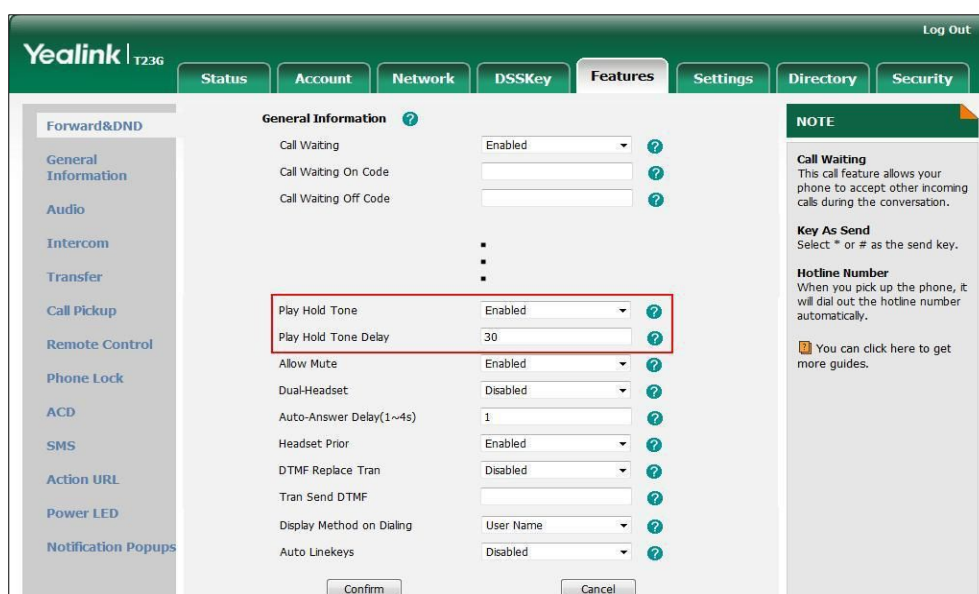 Log Out
Yealink T23G
Status Account Network DSSKey Features Settings Directory Security
Forward&DND
General
Information
Audio
Intercom
Transfer
Call Pickup
Remote Control
Phone Lock
ACD
SMS
Action URL
Power LED
Notification Popups
General Information ?
Call Waiting Enabled ?
Call Waiting On Code ?
Call Waiting Off Code ?
Play Hold Tone Enabled ?
Play Hold Tone Delay 30 ?
Allow Mute Enabled ?
Dual-Headset Disabled ?
Auto-Answer Delay(1~4s) 1 ?
Headset Prior Enabled ?
DTMF Replace Tran Disabled ?
Tran Send DTMF ?
Display Method on Dialing User Name ?
Auto Linekeys Disabled ?
Confirm Cancel
NOTE
Call Waiting
This call feature allows your
phone to accept other incoming
calls during the conversation.
Key As Send
Select * or # as the send key.
Hotline Number
When you pick up the phone, it
will dial out the hotline number
automatically.
? You can click here to get
more guides.